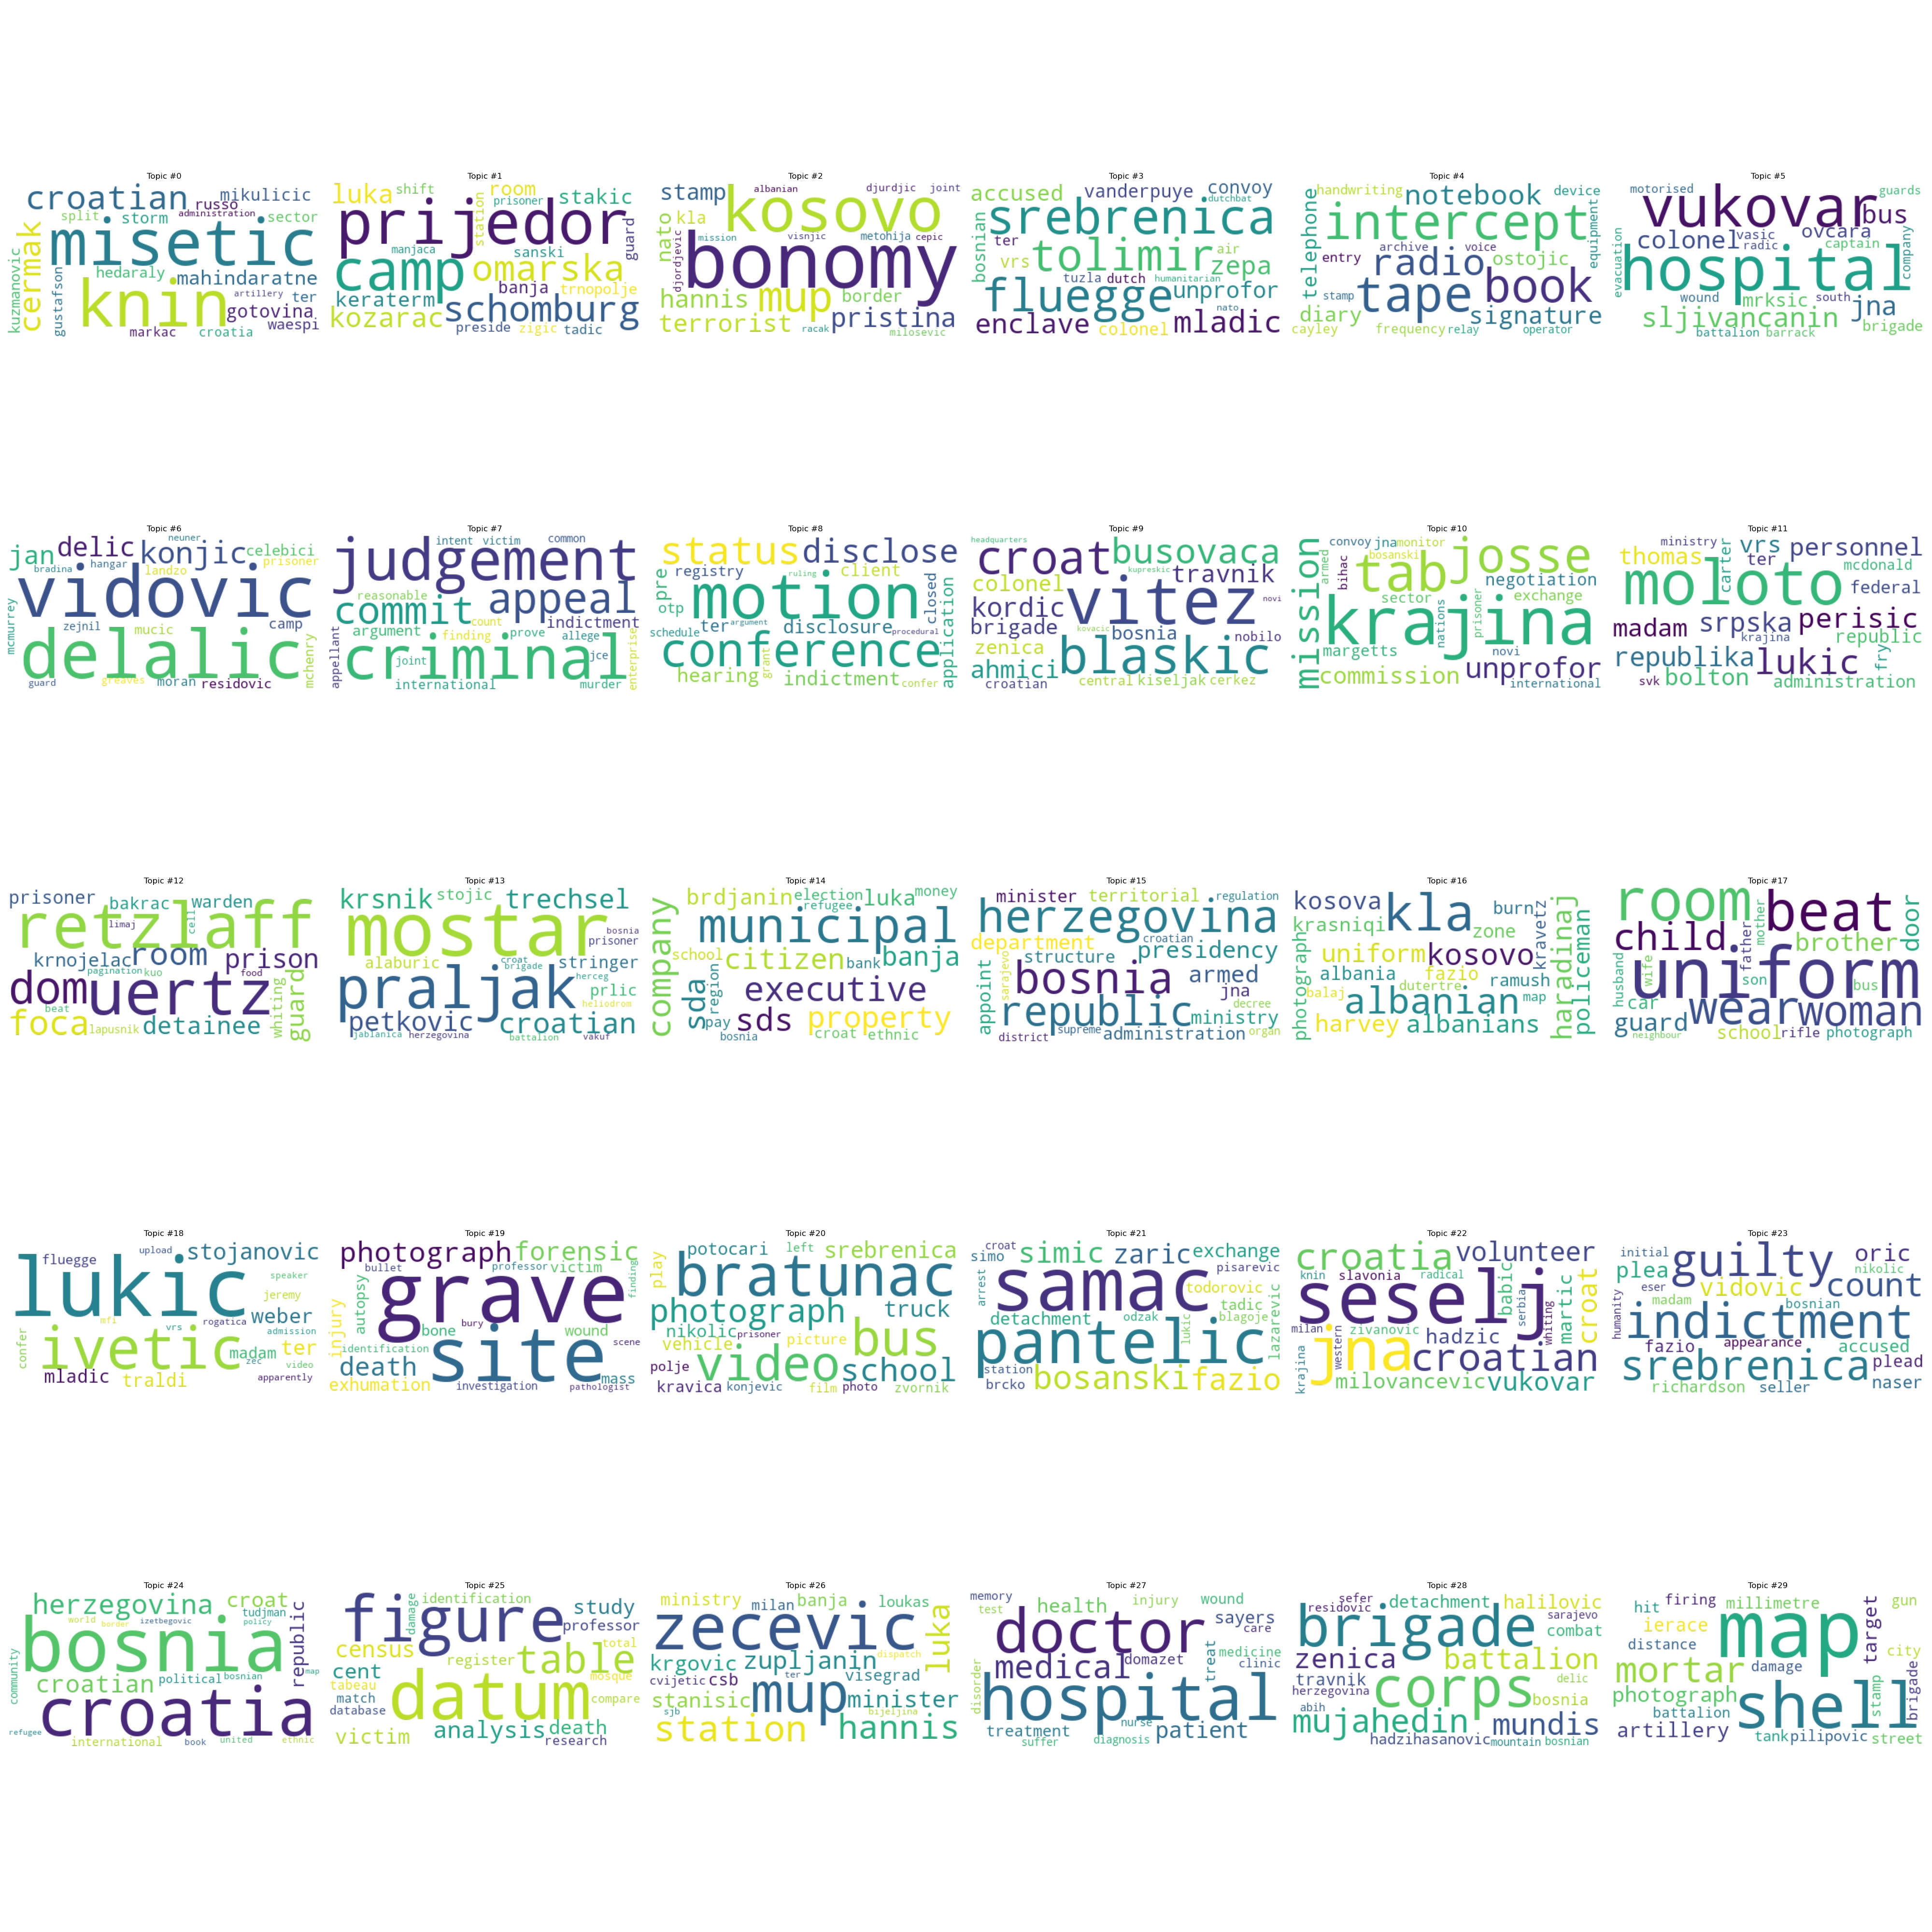 Topic #0
croatian mikulicic
russo
administration
split storm sector
misetic
cermak
kuzmanovic
gustafson
hedaraly mahindaratne
knin
artillery ter
gotovina
markac croatia waespi
Topic #1
luka shift room stakic
prisoner
station
prijedor
guard
manjaca sanski
camp omarska
keraterm banja trnopolje
kozarac schomburg
preside zigic tadic
Topic #2
stamp albanian djurdjic joint
kosovo
nato kla
mission visnjic metohija cepic
djordjevic
bonomy
hannis mup border
terrorist racak pristina
milosevic
Topic #3
accused vanderpuye convoy
dutchbat
srebrenica
bosnian
ter tolimir air
vrs zepa
tuzla dutch humanitarian
fluegge unprofor
nato
enclave colonel mladic
Topic #4
handwriting notebook device
intercept
telephone
equipment
archive voice
entry radio ostojic
stamp tape book
diary signature
cayley frequency relay operator
Topic #5
motorised guards
vukovar bus
colonel vasic ovcara
radic captain
evacuation
company
hospital
wound mrksic south jna
sljivancanin brigade
battalion barrack
Topic #6
neuner
jan delic konjic celebici
bradina hangar landzo prisoner
mcmurrey
vidovic
zejnil mucic camp
delalic
mchenry
guard greaves moran residovic
Topic #7
intent victim common
judgement
reasonable
commit appeal
count indictment
argument finding prove allege
appellant
criminal
joint jce
enterprise
international murder
Topic #8
status disclose
registry ruling client
pre
otp motion
closed
application
schedule ter argument disclosure procedural
conference
hearing grant indictment confer
Topic #9
headquarters
croat busovaca
kupreskic
colonel travnik
kordic vitez novi
brigade kovacic bosnia nobilo
zenica
ahmici blaskic
croatian central kiseljak cerkez
Topic #10
convoy jna monitor
bosanski
armed
mission
bihac tab josse
negotiation
sector exchange
krajina
nations
prisoner
margetts novi
commission unprofor
international
Topic #11
ministry vrs personnel
thomas carter ter mcdonald
moloto federal
madam srpska perisic
krajina republic
republika lukic fry
svk bolton administration
Topic #12
prisoner bakrac warden
retzlaff
limaj
cell
krnojelac room prison
pagination kuo food
dom uertz
foca beat whiting guard
lapusnik detainee
Topic #13
krsnik stojic trechsel
mostar
bosnia
prisoner
alaburic croat stringer
brigade herceg
praljak prlic
heliodrom
petkovic croatian
jablanica herzegovina battalion vakuf
Topic #14
brdjanin election luka money
refugee
municipal
company
school citizen bank banja
sda region
executive
pay sds property
bosnia croat ethnic
Topic #15
minister territorial regulation
herzegovina
croatian
department presidency
structure
sarajevo
appoint bosnia armed
jna
decree
republic ministry
district supreme administration organ
Topic #16
kosova kla burn
krasniqi zone
kravetz
uniform kosovo
photograph
albania fazio ramush
haradinaj
policeman
balaj dutertre map
albanian
harvey albanians
Topic #17
room beat
door
child mother brother
father
uniform
husband
wife son bus
car wear woman
guard
neighbour school rifle photograph
Topic #18
fluegge upload stojanovic
lukic speaker
jeremy
mfi vrs rogatica weber
admission
confer ivetic ter
madam
zec video
mladic traldi apparently
Topic #19
photograph forensic
bullet professor victim
finding
injury
autopsy
grave
bone bury wound scene
identification
death site
mass
exhumation investigation pathologist
Topic #20
play potocari left srebrenica
bratunac
photograph truck
nikolic prisoner picture bus
vehicle
polje video school
kravica konjevic film photo zvornik
Topic #21
croat simic zaric exchange
simo pisarevic
arrest
samac
todorovic
detachment odzak tadic
lukic
blagoje
lazarevic
pantelic
station
brcko bosanski fazio
Topic #22
croatia volunteer
knin slavonia radical
seselj
babic
serbia
martic
croat
milan zivanovic hadzic
whiting
western
krajina
jna croatian
milovancevic vukovar
Topic #23
initial guilty oric
plea nikolic
eser vidovic count
humanity
madam bosnian
indictment
fazio appearance accused
srebrenica plead
richardson seller naser
Topic #24
herzegovina croat
tudjman
world izetbegovic policy
border
republic
bosnia
community
croatian political bosnian map
croatia
refugee international book united ethnic
Topic #25
damage
identification
figure study
professor
census total
register table
cent mosque
tabeau
match datum compare
database
victim analysis death
research
Topic #26
ministry milan banja loukas
zecevic
luka
dispatch
krgovic zupljanin
ter visegrad
cvijetic csb mup minister
stanisic
sjb bijeljina
station hannis
Topic #27
memory health injury wound
test
doctor sayers
care
medical domazet treat medicine
clinic
disorder
hospital
treatment nurse patient
suffer diagnosis
Topic #28
sefer detachment halilovic
residovic sarajevo
brigade combat
zenica battalion
travnik delic
herzegovina corps bosnia
abih
mujahedin mundis
hadzihasanovic mountain bosnian
Topic #29
firing millimetre gun
hit ierace map target
distance city
mortar damage
photograph stamp
brigade
battalion shell
artillery tank pilipovic street